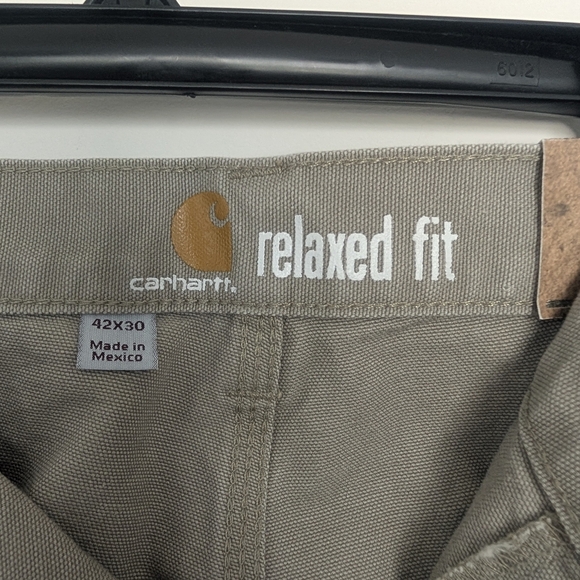 6012
relaxed fit
carhartt.
42X30
Made in
Mexico